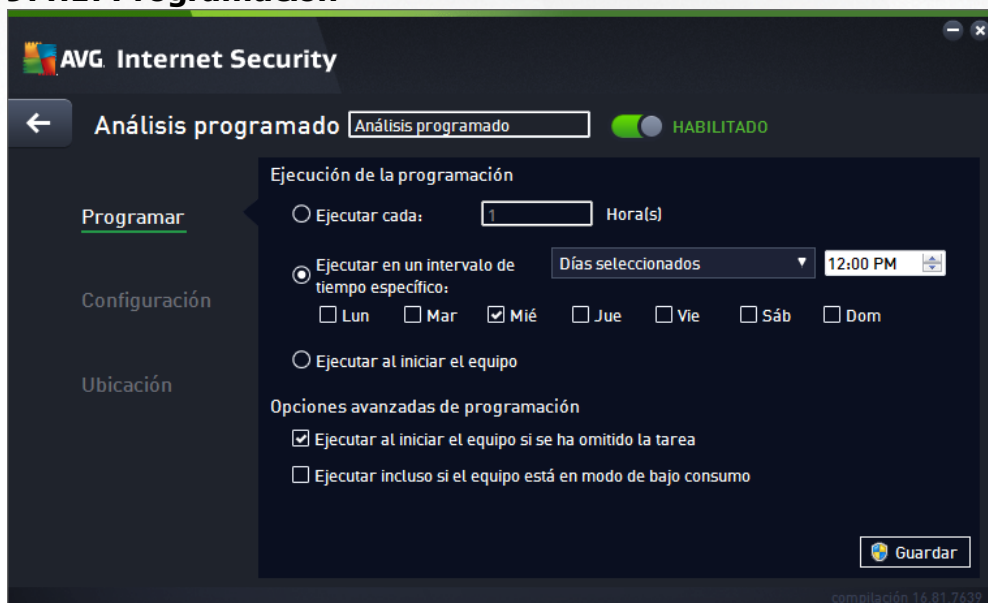 AVG Internet Security
Análisis programado Análisis programado HABILITADO
Programar
Configuración
Ubicación
Ejecución de la programación
Ejecutar cada: 1 Hora(s)
Ejecutar en un intervalo de
tiempo específico:
Días seleccionados 12:00 PM
Lun Mar Mié Jue Vie Sáb Dom
Ejecutar al iniciar el equipo
Opciones avanzadas de programación
Ejecutar al iniciar el equipo si se ha omitido la tarea
Ejecutar incluso si el equipo está en modo de bajo consumo
Guardar
compilación 16.81.7639